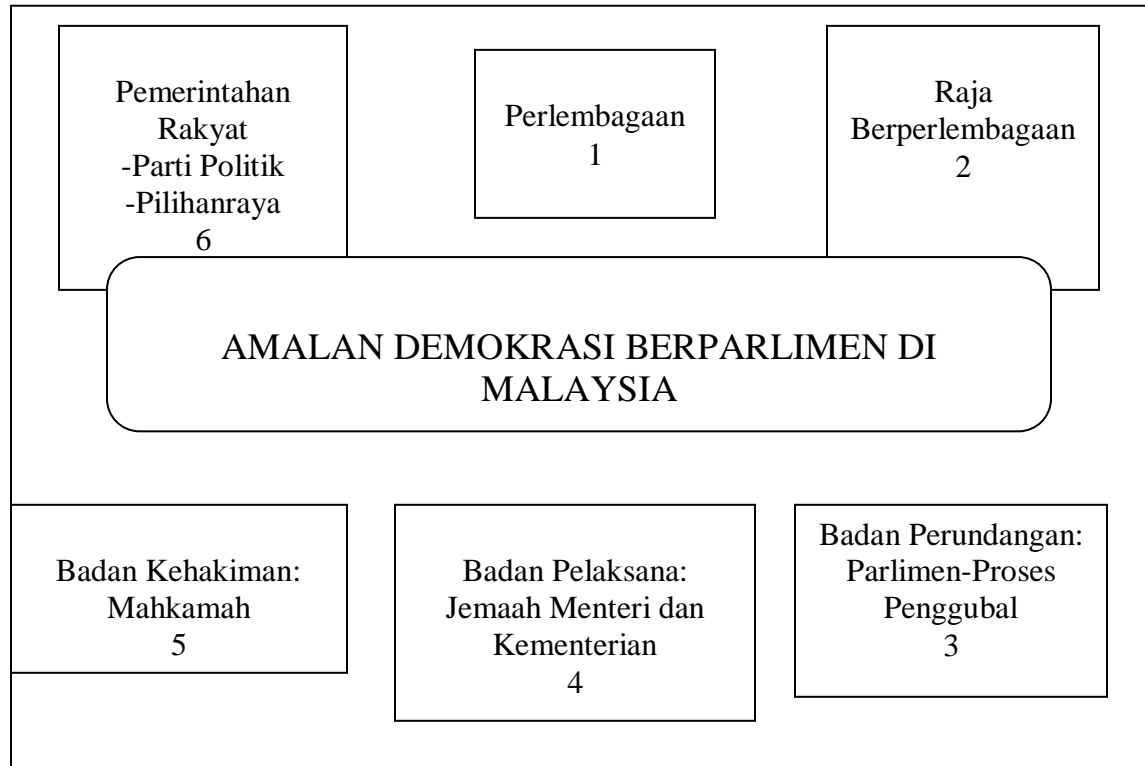 Pemerintahan
Rakyat
-Parti Politik
-Pilihanraya
6
Perlembagaan
1
Raja
Berperlembagaan
2
AMALAN DEMOKRASI BERPARLIMEN DI
MALAYSIA
Badan Kehakiman:
Mahkamah
5
Badan Pelaksana:
Jemaah Menteri dan
Kementerian
4
Badan Perundangan:
Parlimen-Proses
Penggubal
3